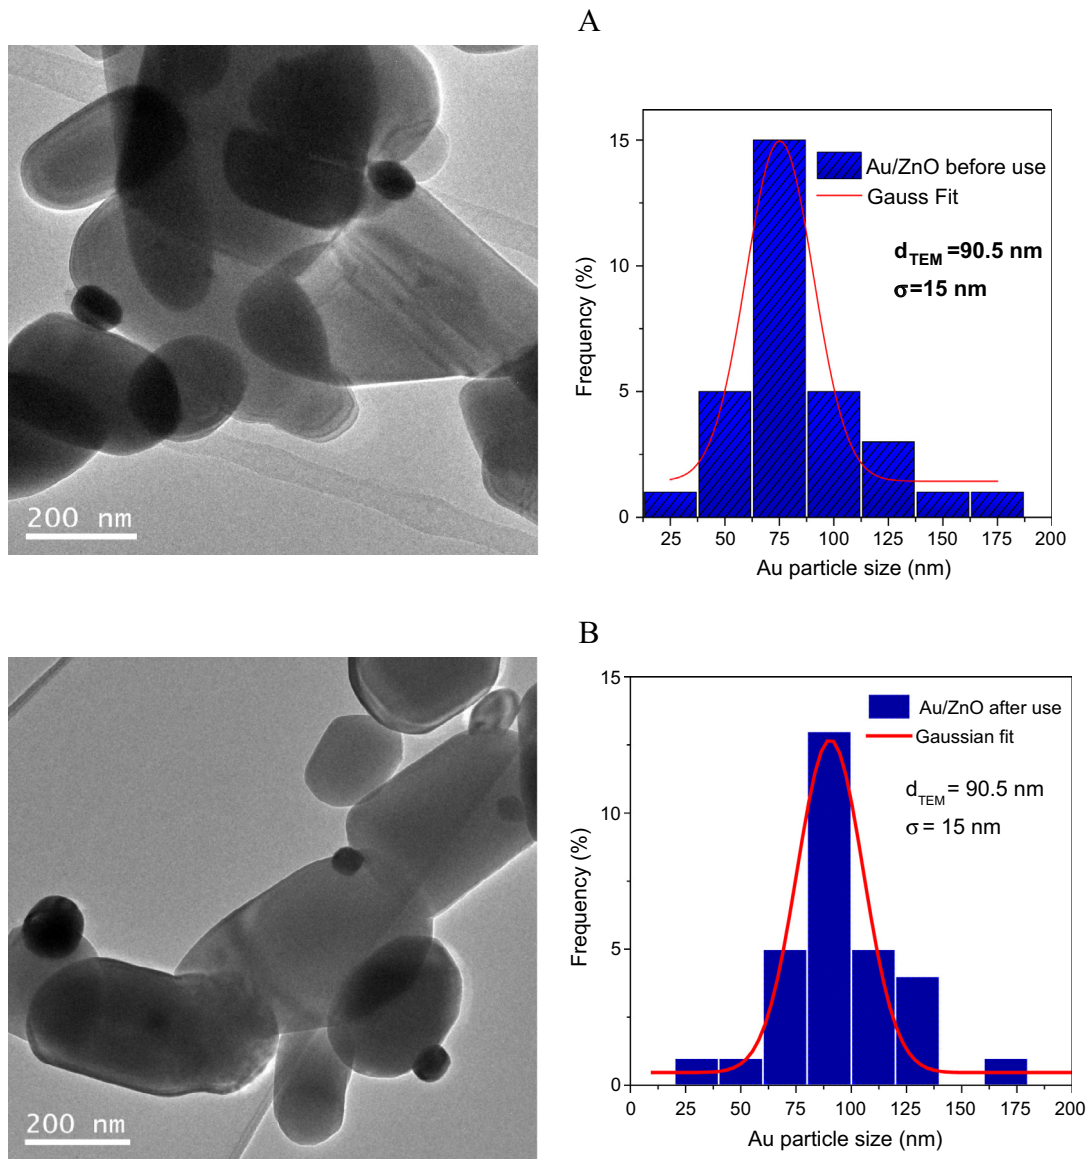 A
200 nm
15
10
5
0
Frequency (%)
Au/ZnO before use
Gauss Fit
dTEM =90.5 nm
σ=15 nm
25 50 75 100 125 150 175 200
Au particle size (nm)
B
200 nm
15
10
5
0
Frequency (%)
Au/ZnO after use
Gaussian fit
dTEM = 90.5 nm
σ = 15 nm
0 25 50 75 100 125 150 175 200
Au particle size (nm)